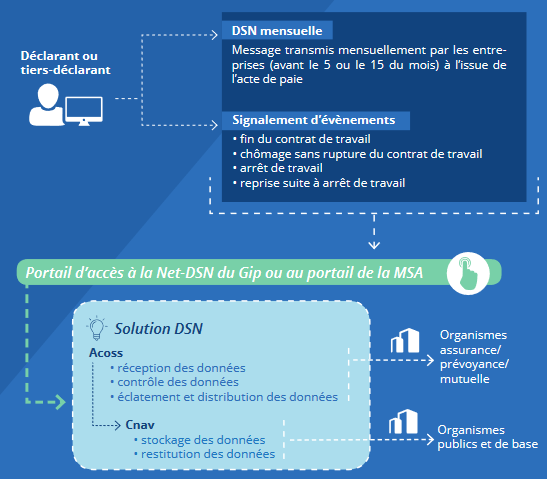 Déclarant ou
tiers-déclarant
DSN mensuelle
Message transmis mensuellement par les entre-
prises (avant le 5 ou le 15 du mois) à l'issue de
l'acte de paie
Signalement d'évènements
• fin du contrat de travail
• chômage sans rupture du contrat de travail
• arrêt de travail
• reprise suite à arrêt de travail
Portail d'accès à la Net-DSN du Gip ou au portail de la MSA
Solution DSN
Acoss
• réception des données
• contrôle des données
• éclatement et distribution des données
Cnav
• stockage des données
• restitution des données
Organismes
assurance/
prévoyance/
mutuelle
Organismes
publics et de base